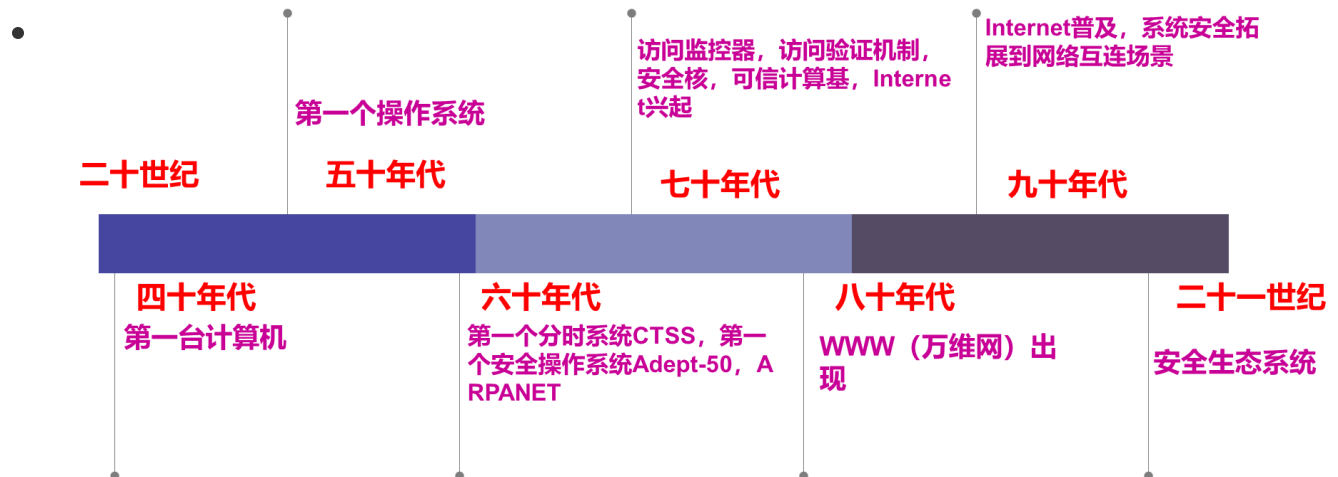 二十世纪
四十年代
第一台计算机
第一个操作系统
五十年代
六十年代
第一个分时系统CTSS，第一
个安全操作系统Adept-50，A
RPANET
访问监控器，访问验证机制，
安全核，可信计算基，Interne
t兴起
七十年代
八十年代
WWW（万维网）出
现
Internet普及，系统安全拓
展到网络互连场景
九十年代
二十一世纪
安全生态系统